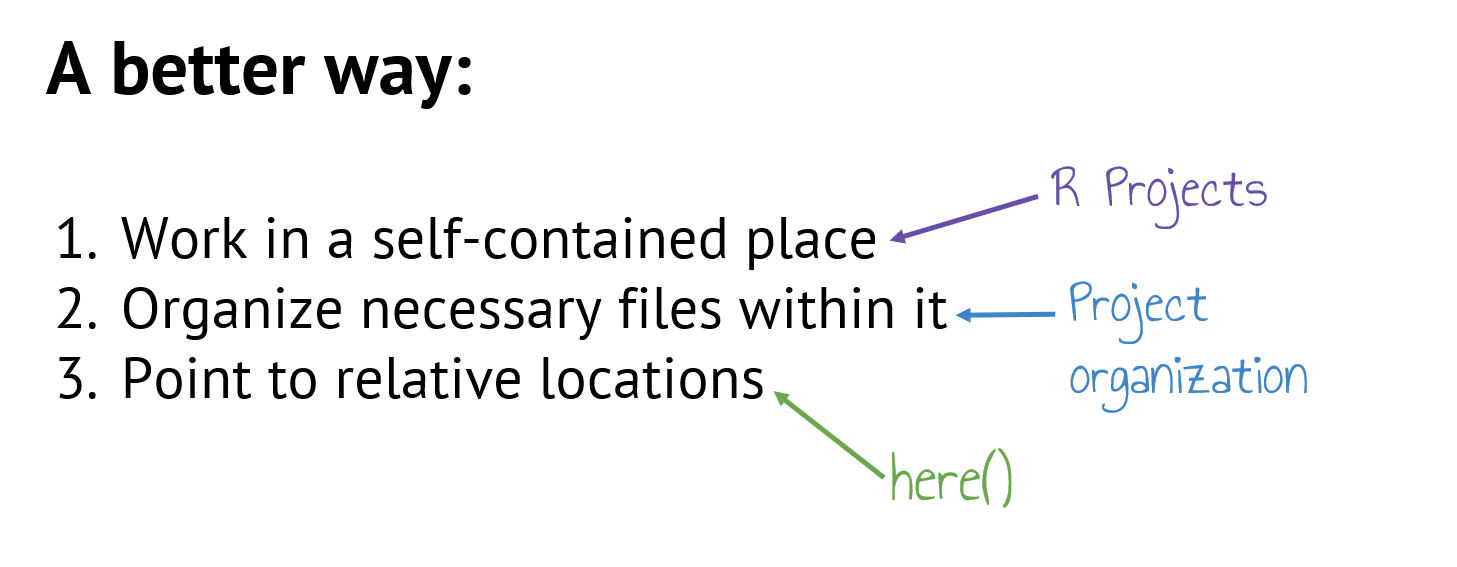 A better way:
R Projects
1. Work in a self-contained place
2. Organize necessary files within it
Project
organization
3. Point to relative locations
here()